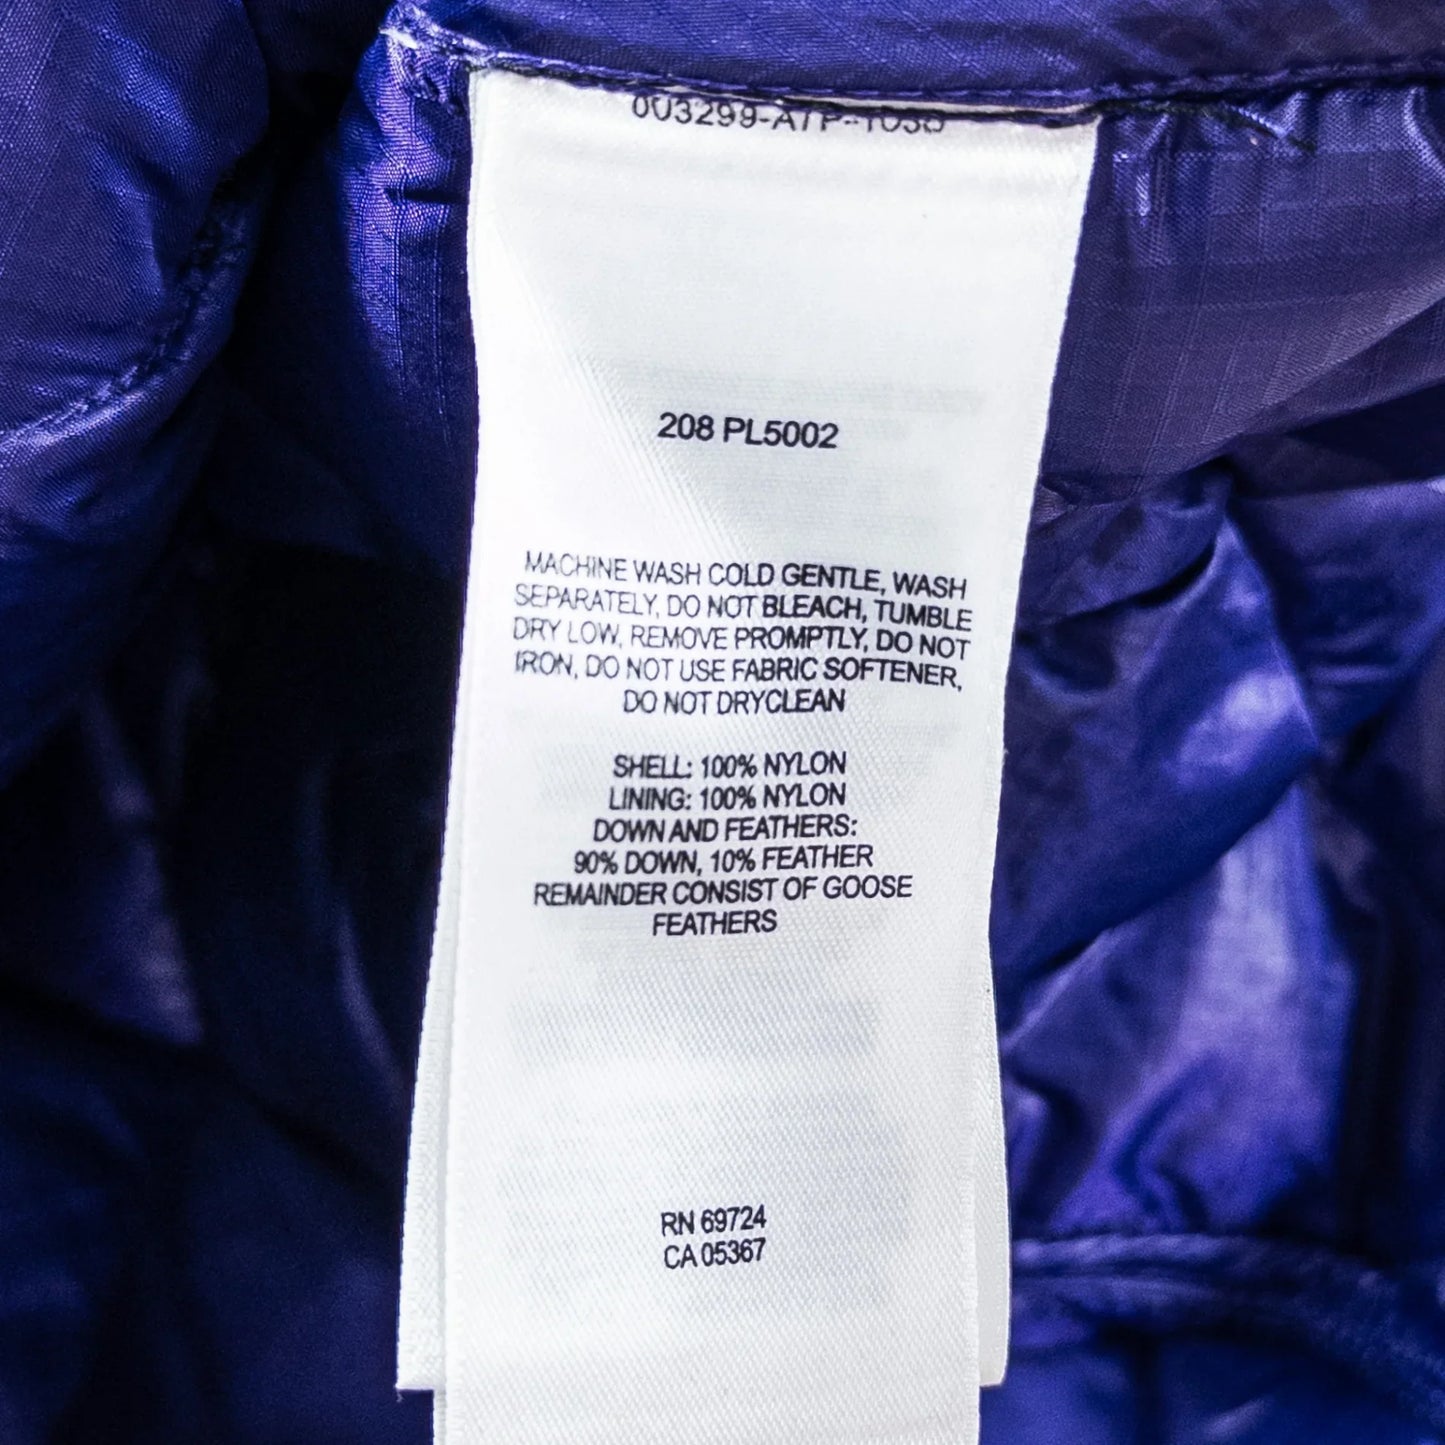 208 PL5002
MACHINE WASH COLD GENTLE, WASH
SEPARATELY, DO NOT BLEACH, TUMBLE
DRY LOW, REMOVE PROMPTLY, DO NOT
IRON, DO NOT USE FABRIC SOFTENER,
DO NOT DRYCLEAN
SHELL: 100% NYLON
LINING: 100% NYLON
DOWN AND FEATHERS:
90% DOWN, 10% FEATHER
REMAINDER CONSIST OF GOOSE
FEATHERS
RN 69724
CA 05367